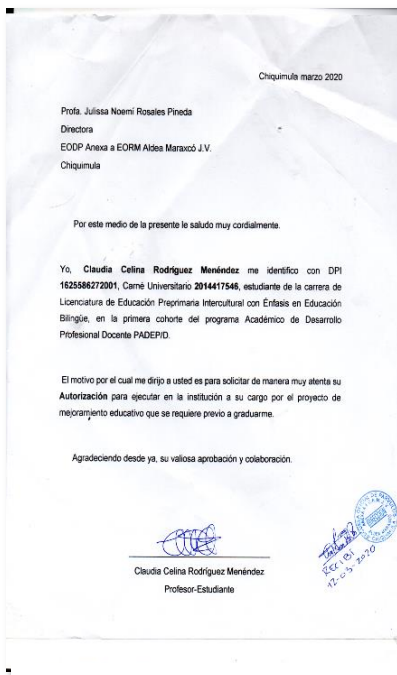 Chiquimula marzo 2020
Profa. Julissa Noemí Rosales Pineda
Directora
EODP Anexa a EORM Aldea Maraxcó J.V.
Chiquimula
Por este medio de la presente le saludo muy cordialmente.
Yo, Claudia Celina Rodríguez Menéndez me identifico con DPI
1625586272001, Carné Universitario 2014417546, estudiante de la carrera de
Licenciatura de Educación Preprimaria Intercultural con Énfasis en Educación
Bilingüe, en la primera cohorte del programa Académico de Desarrollo
Profesional Docente PADEP/D.
El motivo por el cual me dirijo a usted es para solicitar de manera muy atenta su
Autorización para ejecutar en la institución a su cargo por el proyecto de
mejoramiento educativo que se requiere previo a graduarme.
Agradeciendo desde ya, su valiosa aprobación y colaboración.
Claudia Celina Rodríguez Menéndez
Profesor-Estudiante
RECIBÍ
12-03-2020